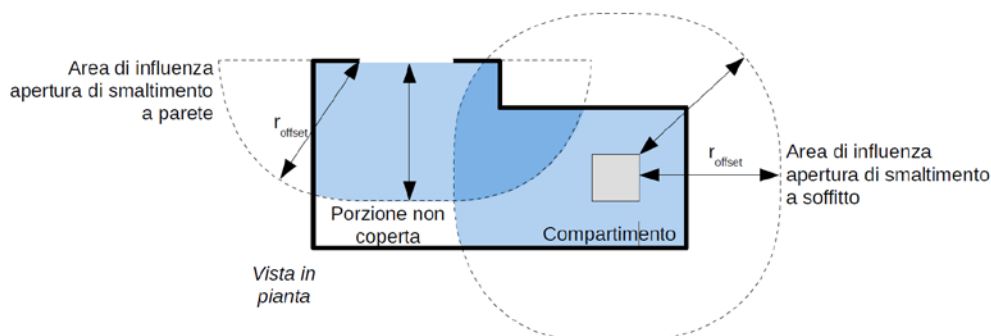 Area di influenza
apertura di smaltimento
a parete
r offset
r offset
Area di influenza
apertura di smaltimento
a soffitto
Porzione non
coperta
Compartimento
Vista in
pianta